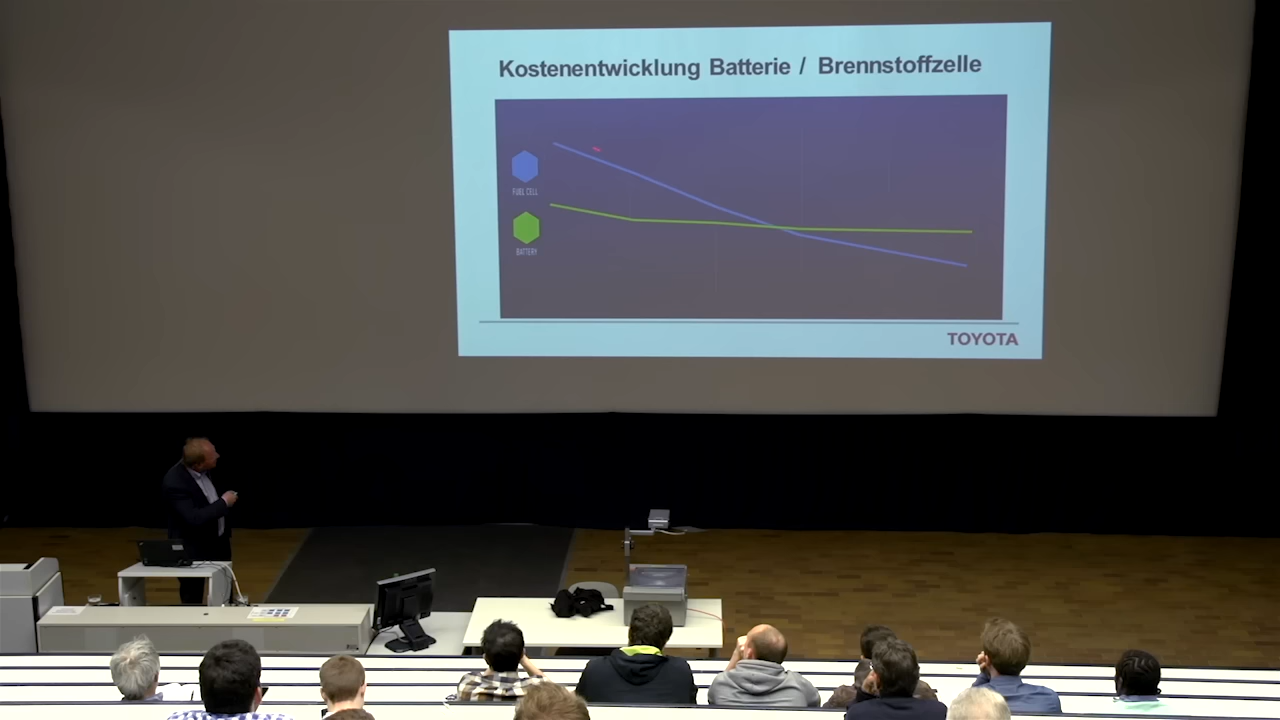 Kostenentwicklung Batterie / Brennstoffzelle
FUEL CELL
BATTERY
TOYOTA